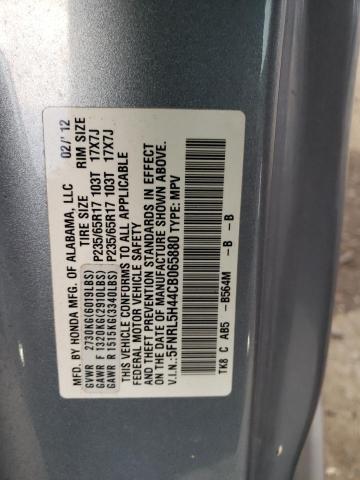 MFD. BY HONDA MFG. OF ALABAMA, LLC 02/'12
TIRE SIZE RIM SIZE
GVWR 2730KG(6019LBS)
GAWR F 1320KG(2910LBS) P235/65R17 103T 17X7J
GAWR R 1515KG(3340LBS) P235/65R17 103T 17X7J
THIS VEHICLE CONFORMS TO ALL APPLICABLE
FEDERAL MOTOR VEHICLE SAFETY
AND THEFT PREVENTION STANDARDS IN EFFECT
ON THE DATE OF MANUFACTURE SHOWN ABOVE.
V.I.N.:5FNRL5H44CB065880 TYPE: MPV
TK8 C AB5 -B564M -B -B